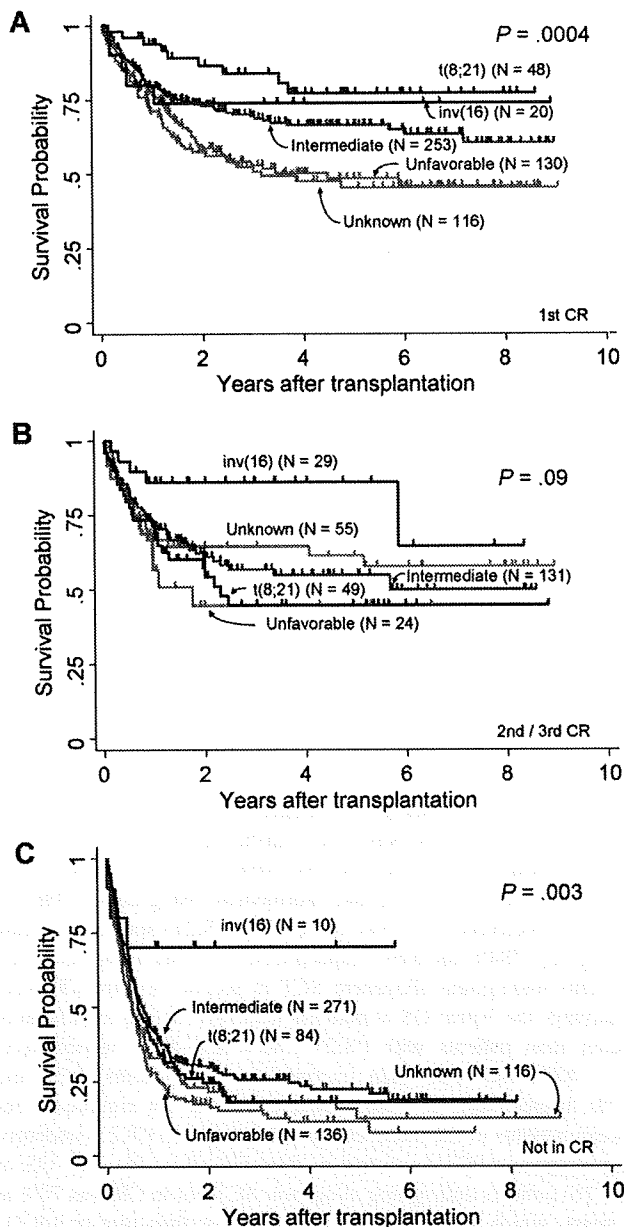 A
P = .0004
t(8;21) (N = 48)
inv(16) (N = 20)
Intermediate (N = 253)
Unfavorable (N = 130)
Unknown (N = 116)
Survival Probability
1
.75
.5
.25
0
1st CR
0 2 4 6 8 10
Years after transplantation
B
inv(16) (N = 29)
P = .09
Unknown (N = 55)
Intermediate (N = 131)
t(8;21) (N = 49)
Unfavorable (N = 24)
Survival Probability
1
.75
.5
.25
0
2nd / 3rd CR
0 2 4 6 8 10
Years after transplantation
C
P = .003
inv(16) (N = 10)
Intermediate (N = 271)
t(8;21) (N = 84)
Unknown (N = 116)
Unfavorable (N = 136)
Survival Probability
1
.75
.5
.25
0
Not in CR
0 2 4 6 8 10
Years after transplantation